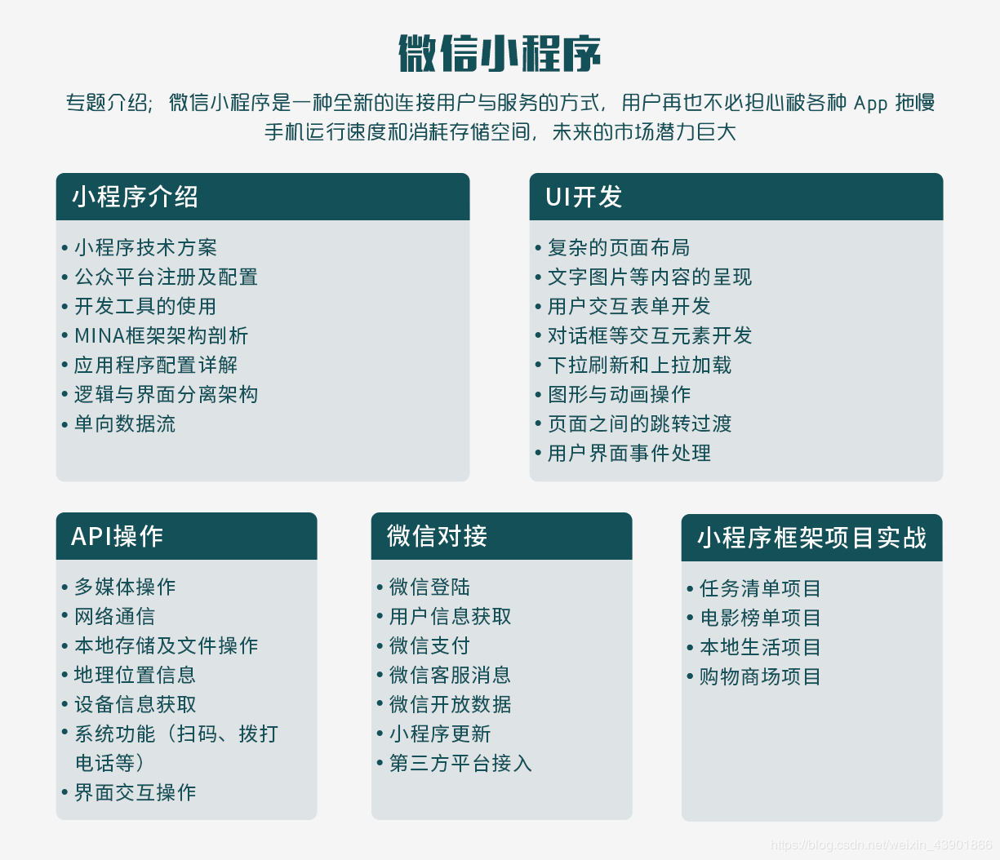 微信小程序
专题介绍；微信小程序是一种全新的连接用户与服务的方式，用户再也不必担心被各种 App 拖慢
手机运行速度和消耗存储空间，未来的市场潜力巨大
小程序介绍
• 小程序技术方案
• 公众平台注册及配置
• 开发工具的使用
• MINA框架架构剖析
• 应用程序配置详解
• 逻辑与界面分离架构
• 单向数据流
UI开发
• 复杂的页面布局
• 文字图片等内容的呈现
• 用户交互表单开发
• 对话框等交互元素开发
• 下拉刷新和上拉加载
• 图形与动画操作
• 页面之间的跳转过渡
• 用户界面事件处理
API操作
• 多媒体操作
• 网络通信
• 本地存储及文件操作
• 地理位置信息
• 设备信息获取
• 系统功能（扫码、拨打
电话等）
• 界面交互操作
微信对接
• 微信登陆
• 用户信息获取
• 微信支付
• 微信客服消息
• 微信开放数据
• 小程序更新
• 第三方平台接入
小程序框架项目实战
• 任务清单项目
• 电影榜单项目
• 本地生活项目
• 购物商场项目
https://blog.csdn.net/weixin_43901866